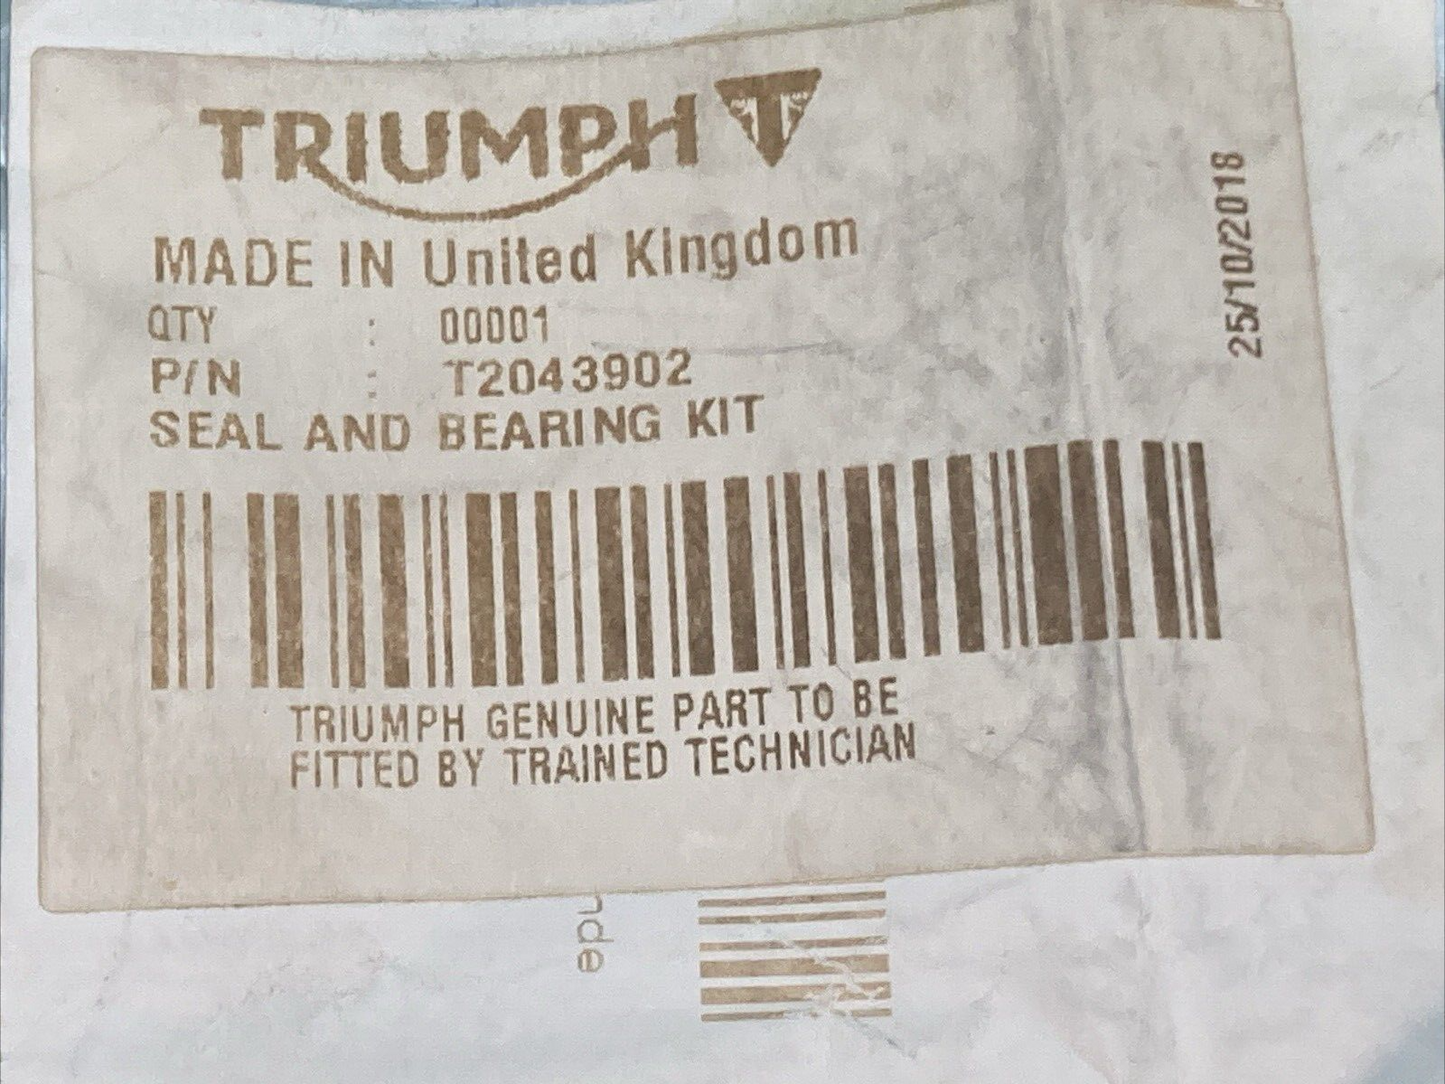 TRIUMPH
MADE IN United Kingdom
QTY : 00001
P/N : T2043902
SEAL AND BEARING KIT
25/10/2018
TRIUMPH GENUINE PART TO BE
FITTED BY TRAINED TECHNICIAN
nde